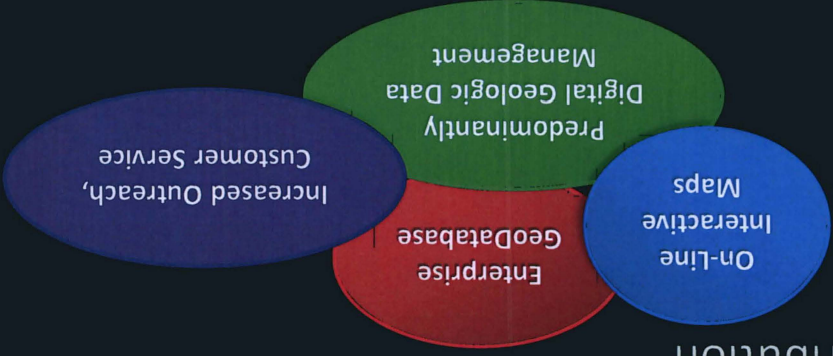 On-Line
Interactive
Maps
Enterprise
GeoDatabase
Predominantly
Digital Geologic Data
Management
Increased Outreach,
Customer Service